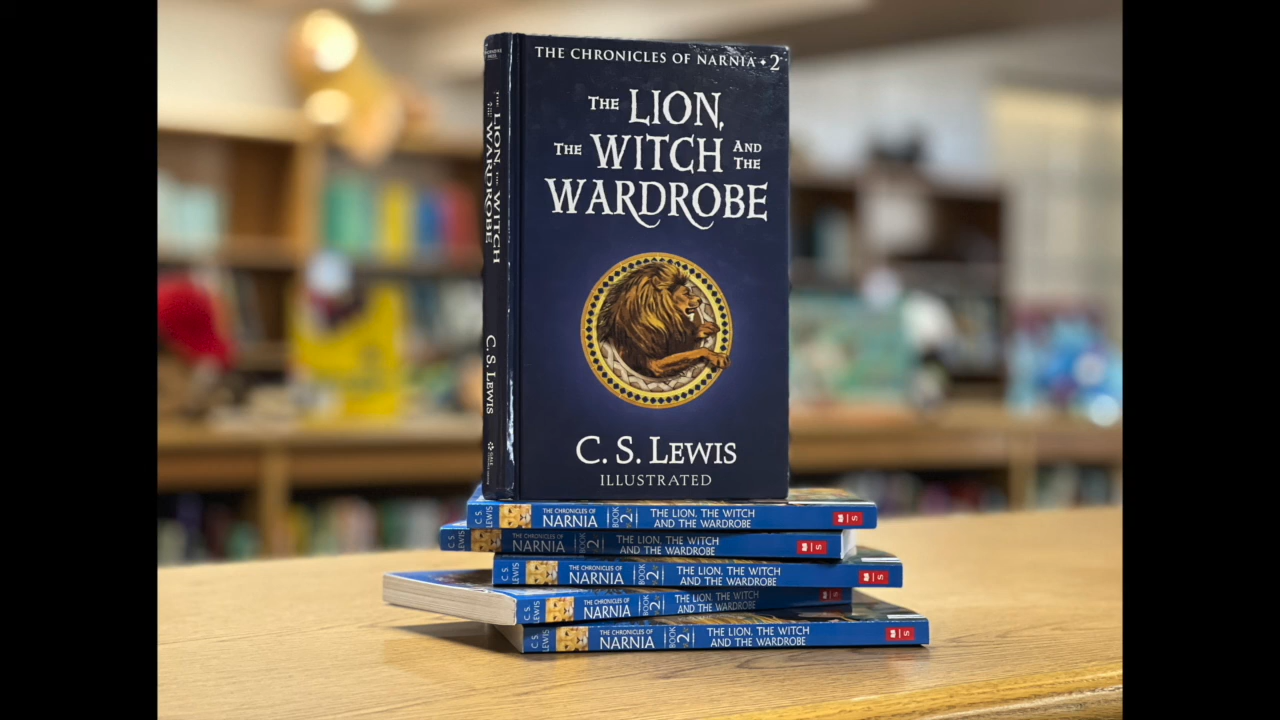 THE CHRONICLES OF NARNIA ✦ 2
THE LION,
THE WITCH AND THE
WARDROBE
C. S. LEWIS
ILLUSTRATED
THE LION, THE WITCH
THE WARDROBE
C. S. LEWIS
C. S. LEWIS
THE CHRONICLES OF
NARNIA
BOOK 2
THE LION, THE WITCH
AND THE WARDROBE
C. S. LEWIS
THE CHRONICLES OF
NARNIA
2
THE LION, THE WITCH
AND THE WARDROBE
C. S. LEWIS
THE CHRONICLES OF
NARNIA
BOOK 2
THE LION, THE WITCH
AND THE WARDROBE
C. S. LEWIS
THE CHRONICLES OF
NARNIA
BOOK 2
THE LION, THE WITCH
AND THE WARDROBE
C. S. LEWIS
THE CHRONICLES OF
NARNIA
BOOK 2
THE LION, THE WITCH
AND THE WARDROBE